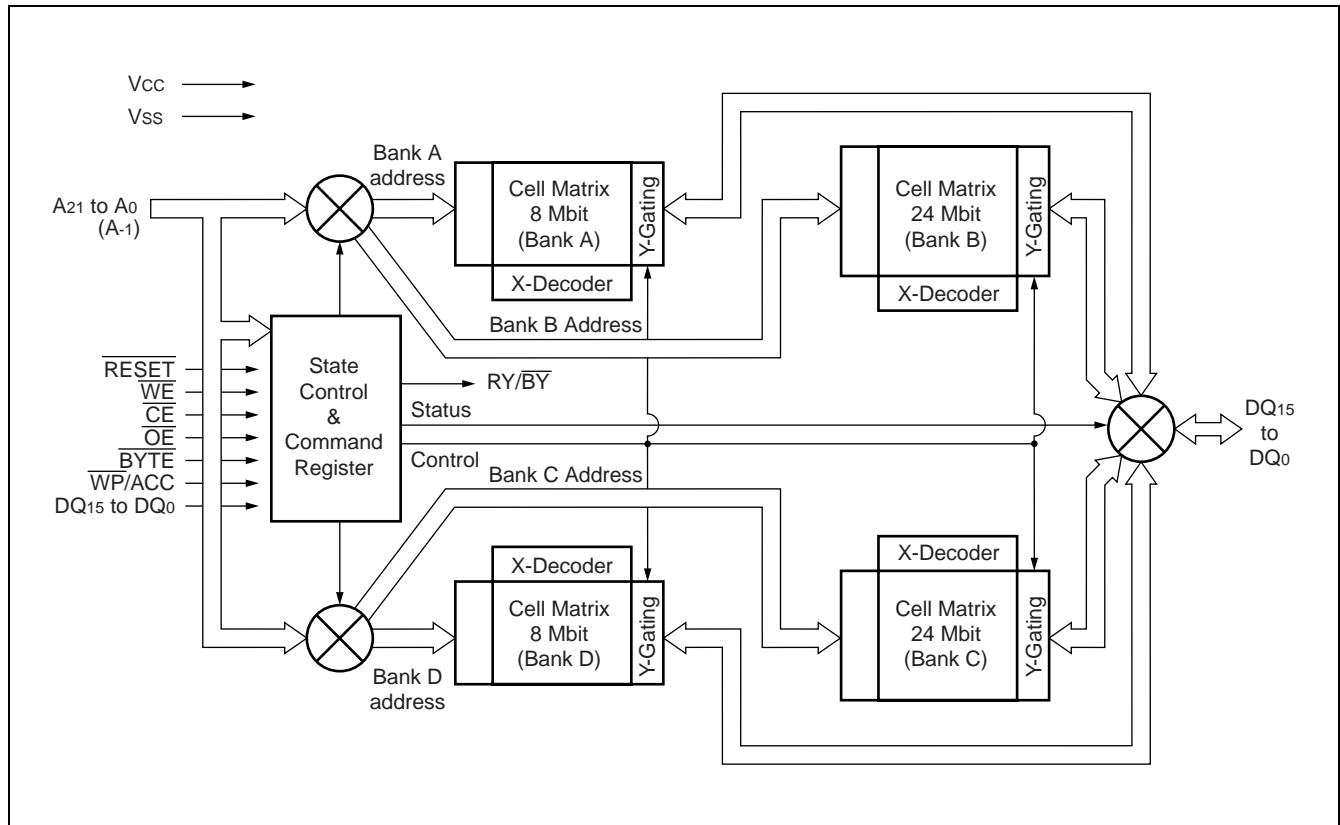 VCC
VSS
A21 to A0
(A-1)
Bank A
address
Cell Matrix
8 Mbit
(Bank A)
Y-Gating
X-Decoder
Cell Matrix
24 Mbit
(Bank B)
Y-Gating
X-Decoder
Bank B Address
RESET
WE
CE
OE
BYTE
WP/ACC
DQ15 to DQ0
State
Control
&
Command
Register
RY/BY
Status
Control
DQ15
to
DQ0
Bank C Address
X-Decoder
Cell Matrix
8 Mbit
(Bank D)
Y-Gating
Bank D
address
X-Decoder
Cell Matrix
24 Mbit
(Bank C)
Y-Gating